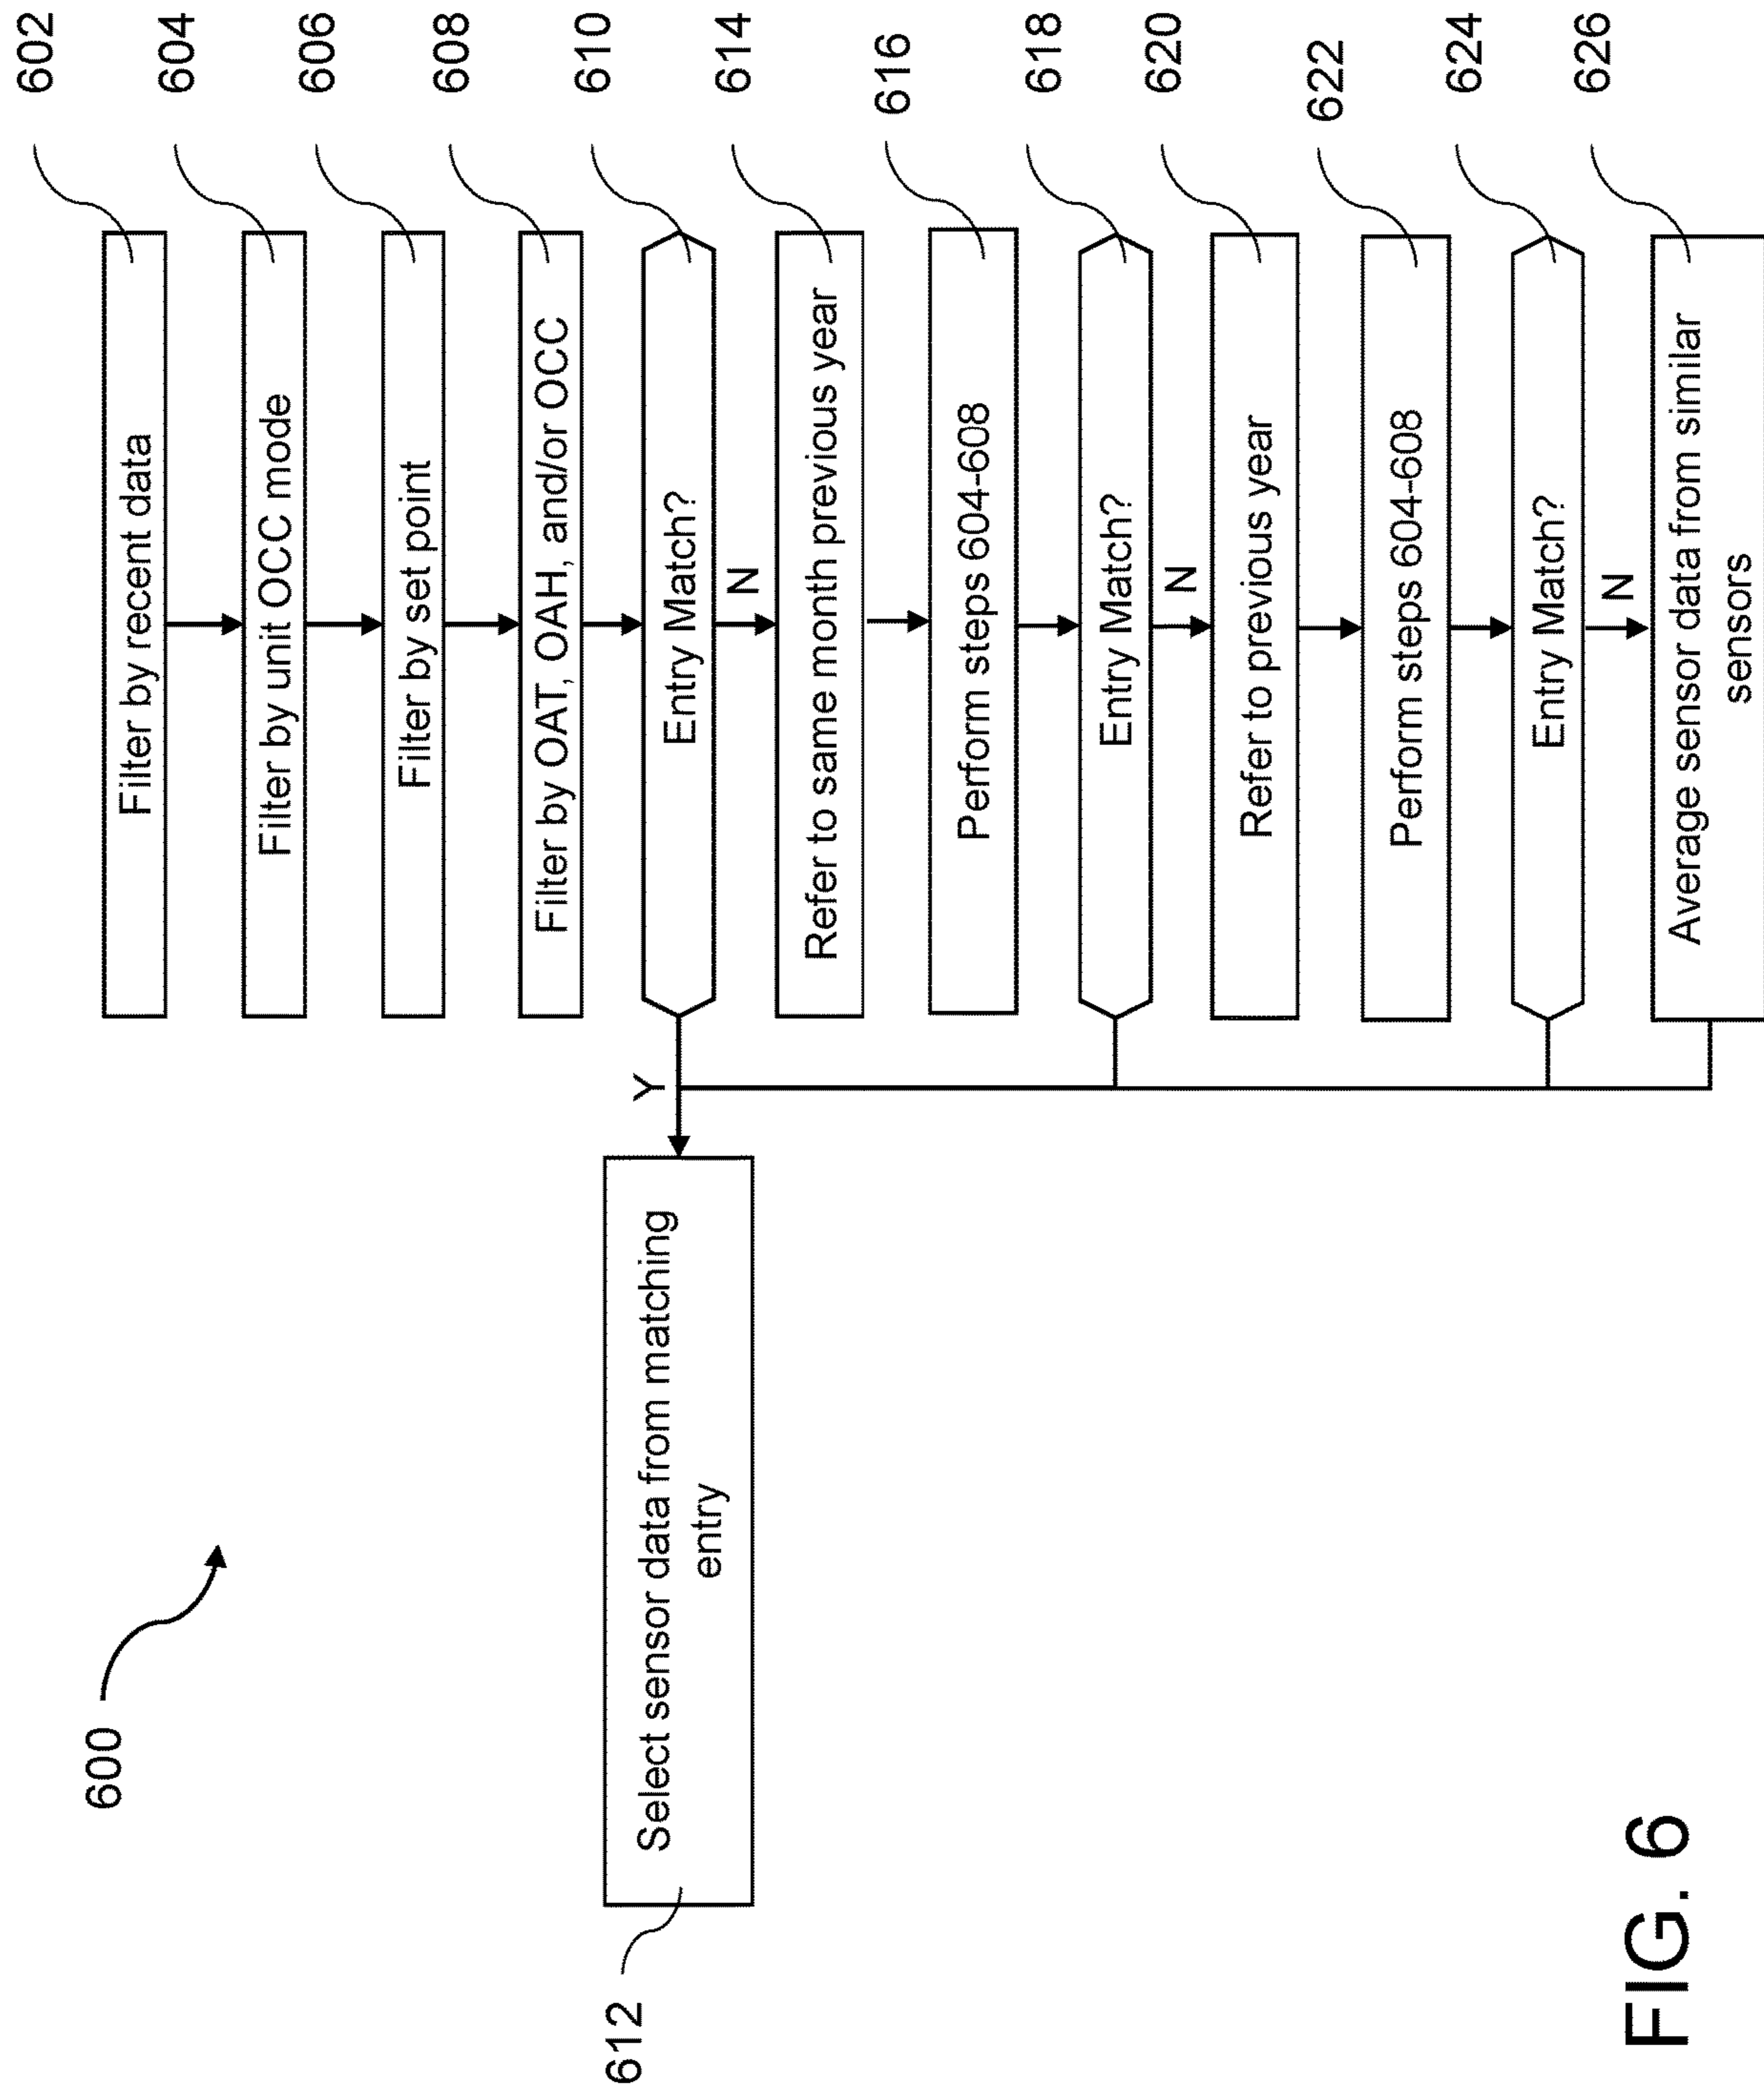 600
Filter by recent data
602
Filter by unit OCC mode
604
Filter by set point
606
Filter by OAT, OAH, and/or OCC
608
Entry Match?
610
Y
N
Select sensor data from matching
entry
612
Refer to same month previous year
614
Perform steps 604-608
616
Entry Match?
618
N
Refer to previous year
620
Perform steps 604-608
622
Entry Match?
624
N
Average sensor data from similar
sensors
626
FIG. 6